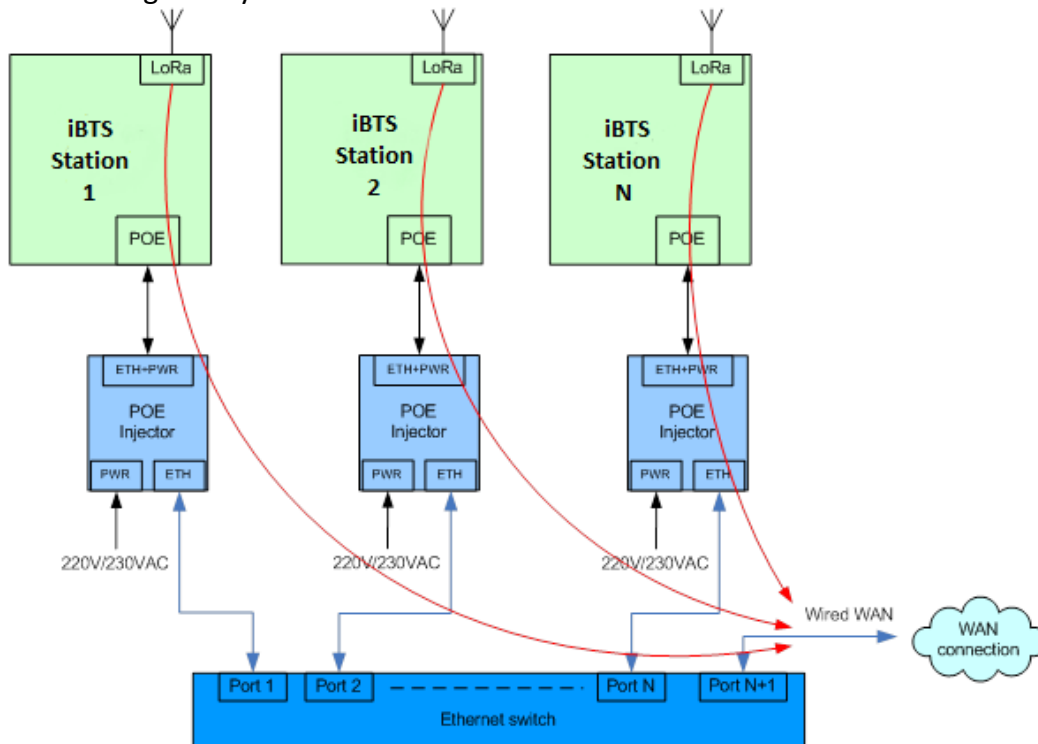 LoRa
LoRa
LoRa
iBTS
Station
1
iBTS
Station
2
iBTS
Station
N
POE
POE
POE
ETH+PWR
ETH+PWR
ETH+PWR
POE
Injector
POE
Injector
POE
Injector
PWR
ETH
PWR
ETH
PWR
ETH
220V/230VAC
220V/230VAC
220V/230VAC
Wired WAN
WAN
connection
Port 1
Port 2
Port N
Port N+1
Ethernet switch